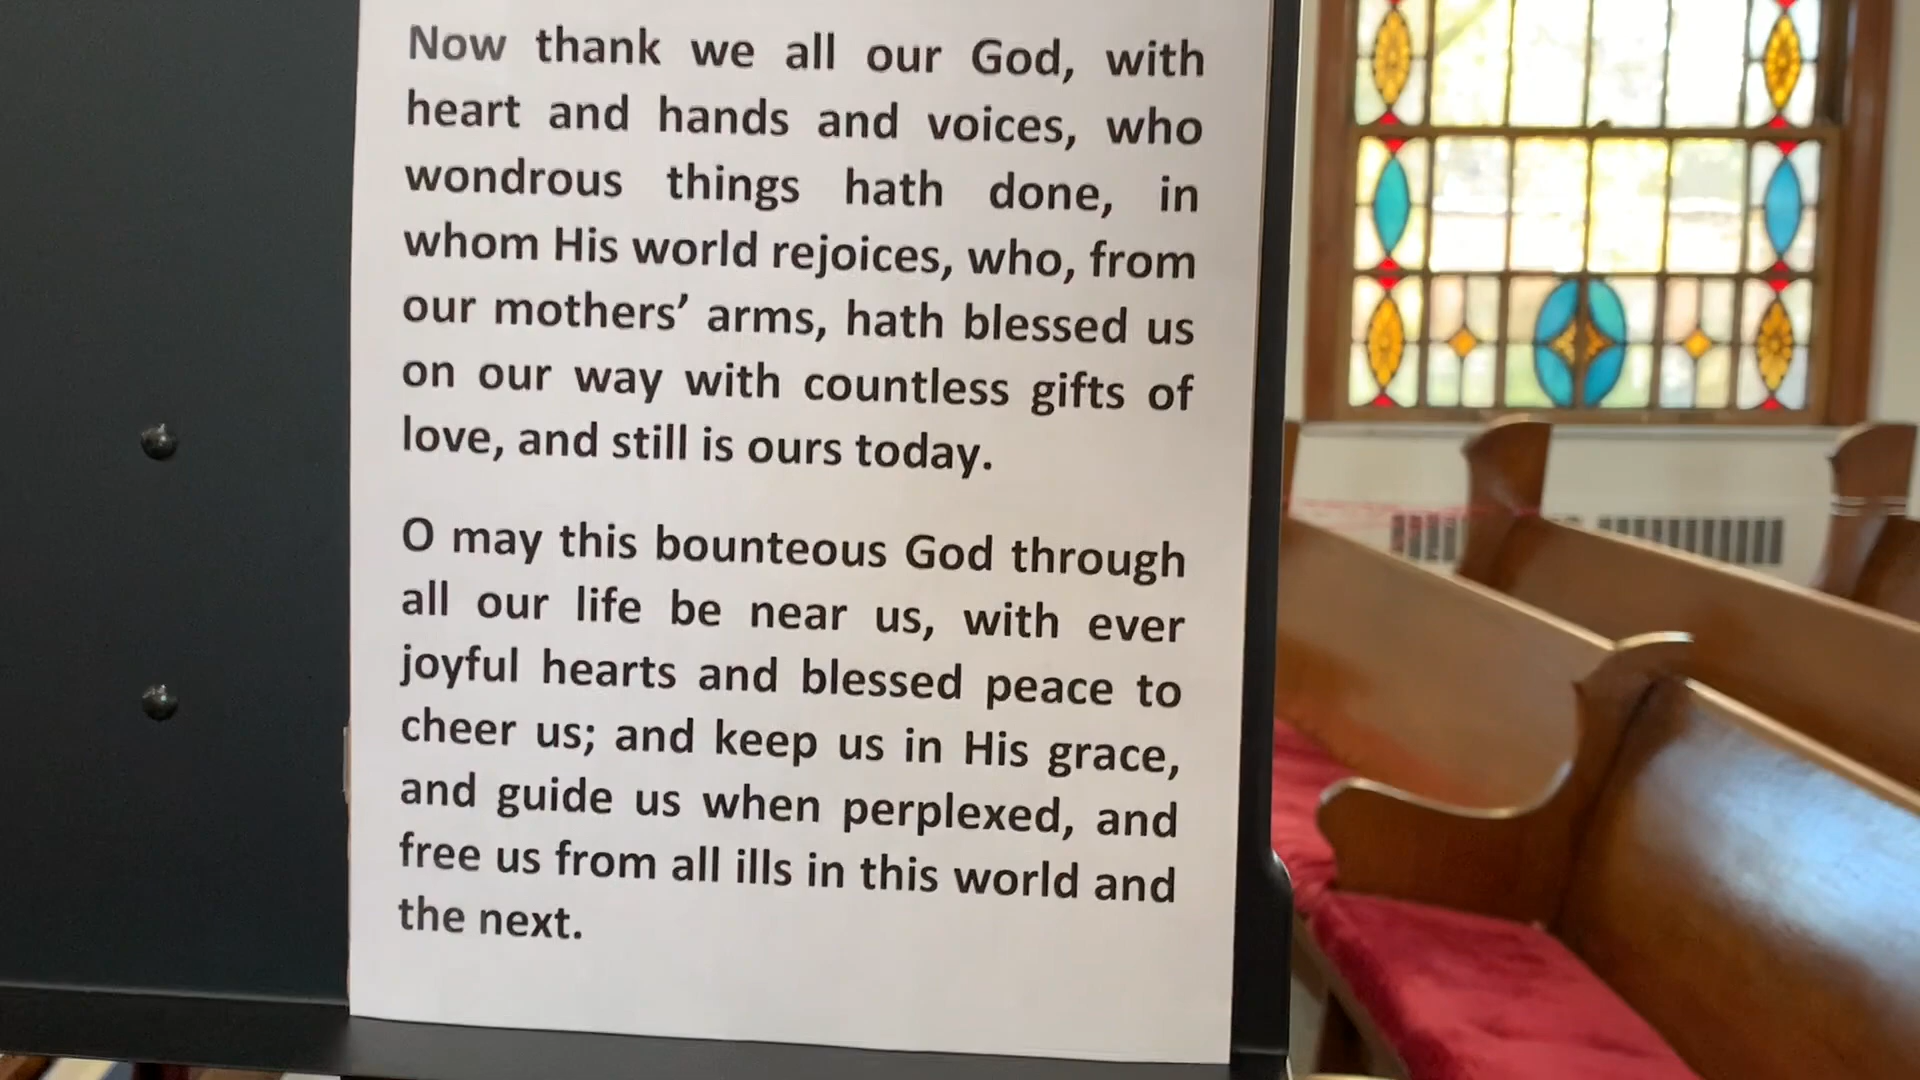 Now thank we all our God, with
heart and hands and voices, who
wondrous things hath done, in
whom His world rejoices, who, from
our mothers’ arms, hath blessed us
on our way with countless gifts of
love, and still is ours today.
O may this bounteous God through
all our life be near us, with ever
joyful hearts and blessed peace to
cheer us; and keep us in His grace,
and guide us when perplexed, and
free us from all ills in this world and
the next.